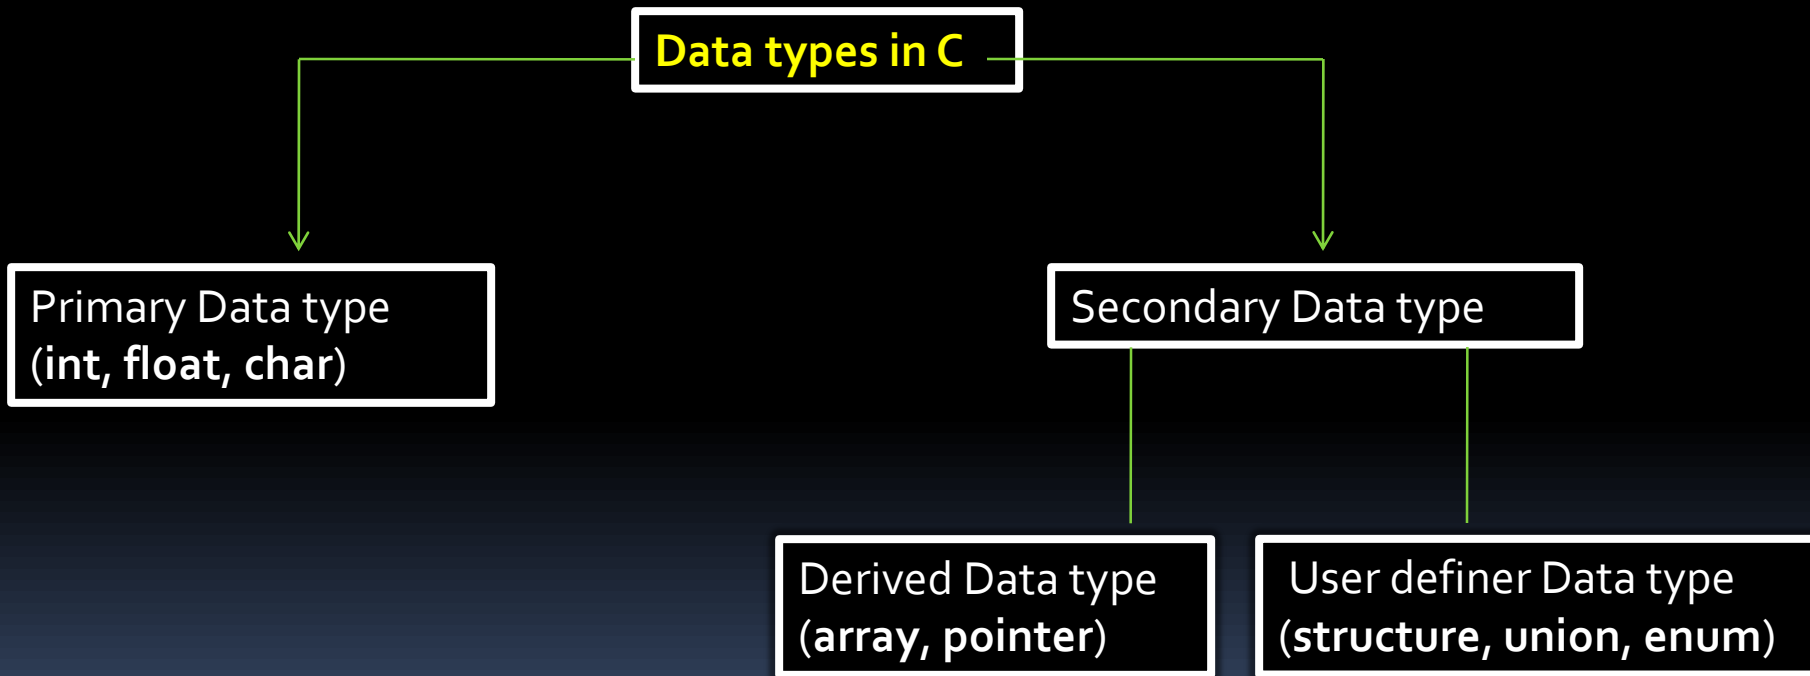 Data types in C
Primary Data type
(int, float, char)
Secondary Data type
Derived Data type
(array, pointer)
User definer Data type
(structure, union, enum)